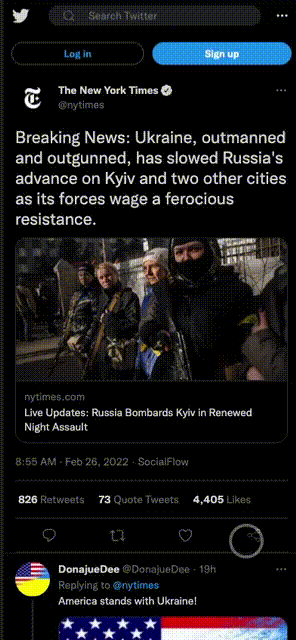 Search Twitter
Log in
Sign up
The New York Times
@nytimes
Breaking News: Ukraine, outmanned
and outgunned, has slowed Russia's
advance on Kyiv and two other cities
as its forces wage a ferocious
resistance.
nytimes.com
Live Updates: Russia Bombards Kyiv in Renewed
Night Assault
8:55 AM · Feb 26, 2022 · SocialFlow
826 Retweets 73 Quote Tweets 4,405 Likes
DonajueDee @DonajueDee · 19h
Replying to @nytimes
America stands with Ukraine!